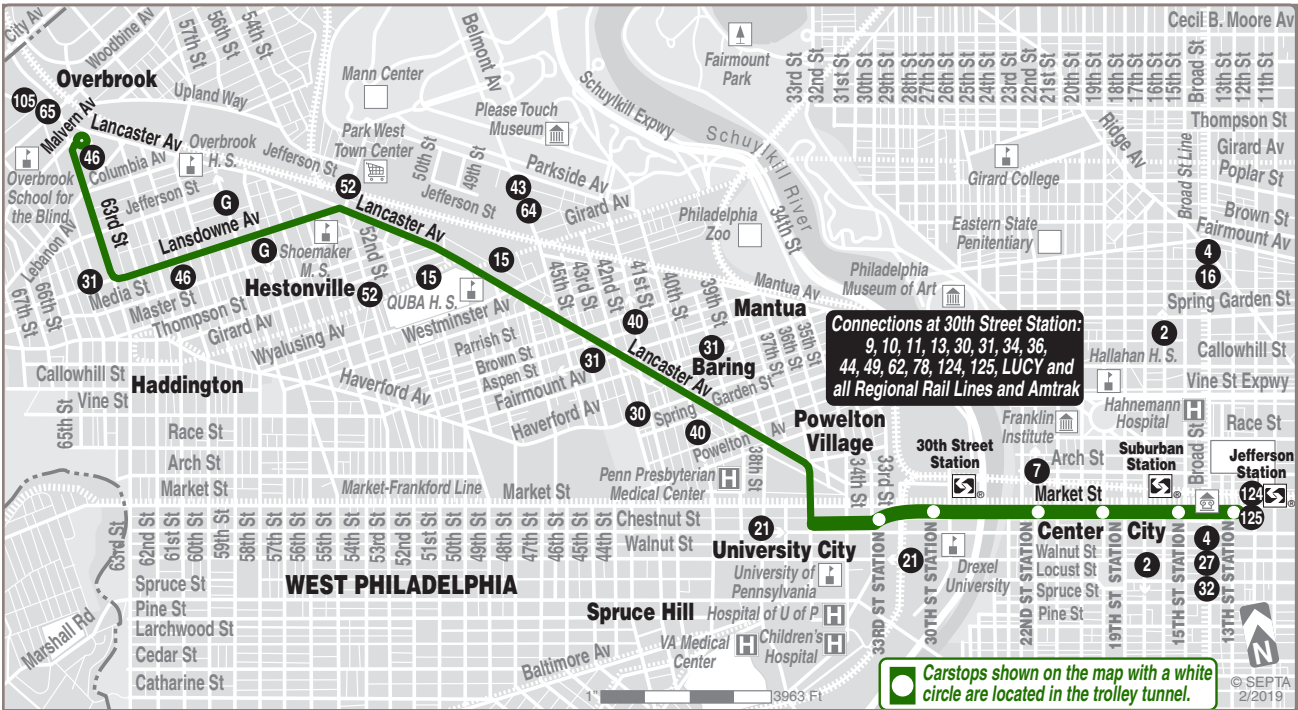 City Av
Woodbine Av
57th St
56th St
54th St
Overbrook
105
65
Malvern Av
46
Lancaster Av
Upland Way
Columbia Av
Overbrook
H. S.
Overbrook
School for
the Blind
Jefferson St
G
63rd St
Lansdowne Av
G
Lebanon Av
67th St
66th St
31
Media St
46
Master St
Thompson St
Girard Av
Wyalusing Av
Shoemaker
M. S.
Hestonville
52
52nd St
15
QUBA H. S.
Westminster Av
Mann Center
Park West
Town Center
Jefferson St
52
Lancaster Av
50th St
49th St
Jefferson St
Belmont Av
Please Touch
Museum
Parkside Av
43
64
Girard Av
15
Schuylkill Expwy
Schuylkill River
34th St
Fairmount
Park
Philadelphia
Zoo
Philadelphia
Museum of Art
Mantua Av
Mantua
45th St
43rd St
42nd St
41st St
40th St
39th St
37th St
36th St
35th St
40
31
Baring
Lancaster Av
Parrish St
Brown St
Aspen St
Fairmount Av
31
Haverford Av
Haverford Av
30
Spring Garden St
40
Powelton Av
Powelton
Village
38th St
34th St
33rd St
Penn Presbyterian
Medical Center
33rd St
32nd St
31st St
30th St
29th St
28th St
27th St
26th St
25th St
24th St
23rd St
22nd St
21st St
20th St
19th St
18th St
17th St
16th St
15th St
Broad St
13th St
12th St
11th St
Cecil B. Moore Av
Thompson St
Girard Av
Poplar St
Brown St
Fairmount Av
Ridge Av
Broad St Line
Girard College
Eastern State
Penitentiary
4
16
Spring Garden St
2
Hallahan H. S.
Callowhill St
Vine St Expwy
Hahnemann
Hospital
H
Race St
Broad St
Franklin
Institute
Connections at 30th Street Station:
9, 10, 11, 13, 30, 31, 34, 36,
44, 49, 62, 78, 124, 125, LUCY and
all Regional Rail Lines and Amtrak
Callowhill St
Vine St
65th St
Haddington
Race St
Arch St
Market St
Market-Frankford Line
Market St
Chestnut St
Walnut St
63rd St
62nd St
61st St
60th St
59th St
58th St
57th St
56th St
55th St
54th St
53rd St
52nd St
51st St
50th St
49th St
48th St
47th St
46th St
45th St
44th St
30th Street
Station
®
7
Arch St
Market St
Suburban
Station
®
Jefferson
Station
®
124
125
21
University City
University of
Pennsylvania
Hospital of U of P
H
VA Medical
Center
H
Children's
Hospital
H
21
Drexel
University
Center City
Walnut St
Locust St
Spruce St
Pine St
2
4
27
32
33RD ST STATION
30TH ST STATION
22ND ST STATION
19TH ST STATION
15TH ST STATION
13TH ST STATION
WEST PHILADELPHIA
Spruce Hill
Spruce St
Pine St
Larchwood St
Cedar St
Catharine St
Marshall Rd
Baltimore Av
1"
3963 Ft
Carstops shown on the map with a white
circle are located in the trolley tunnel.
N
© SEPTA
2/2019